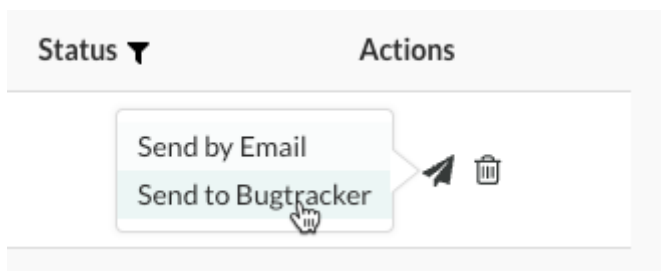 Status Actions
Send by Email
Send to Bugtracker